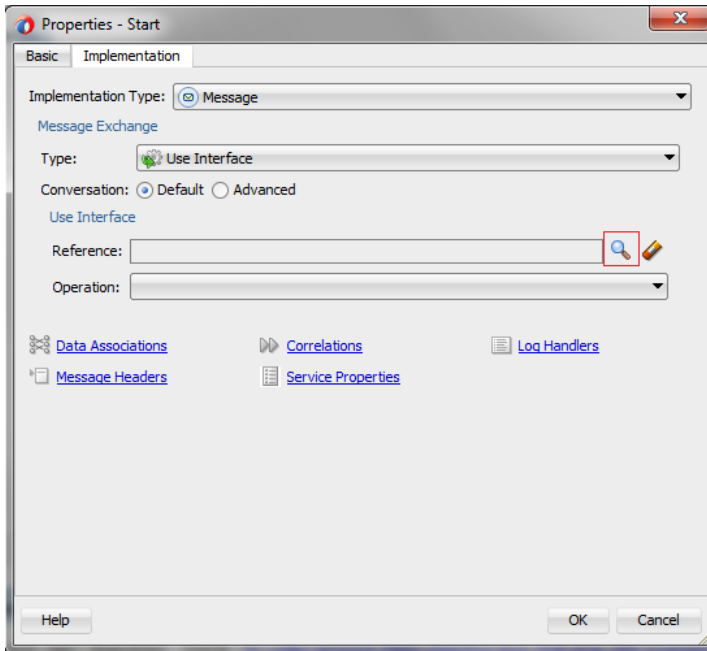 Properties - Start
Basic Implementation
Implementation Type: Message
Message Exchange
Type: Use Interface
Conversation: Default Advanced
Use Interface
Reference:
Operation:
Data Associations Correlations Log Handlers
Message Headers Service Properties
Help OK Cancel